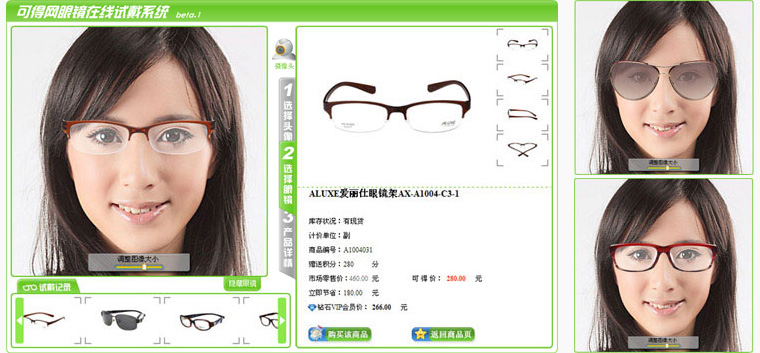 可得网眼镜在线试戴系统 beta.1
摄像头
1 选择头像
2 选择眼镜
3 产品详情
调整图像大小
隐藏眼镜
试戴记录
ALUXE爱丽仕眼镜架AX-A1004-C3-1
库存状况：有现货
计价单位：副
商品编号：A1004031
赠送积分：280 分
市场零售价：460.00 元 可得价：280.00 元
立即节省：180.00 元
钻石VIP会员价：266.00 元
购买该商品 返回商品页
调整图像大小
调整图像大小